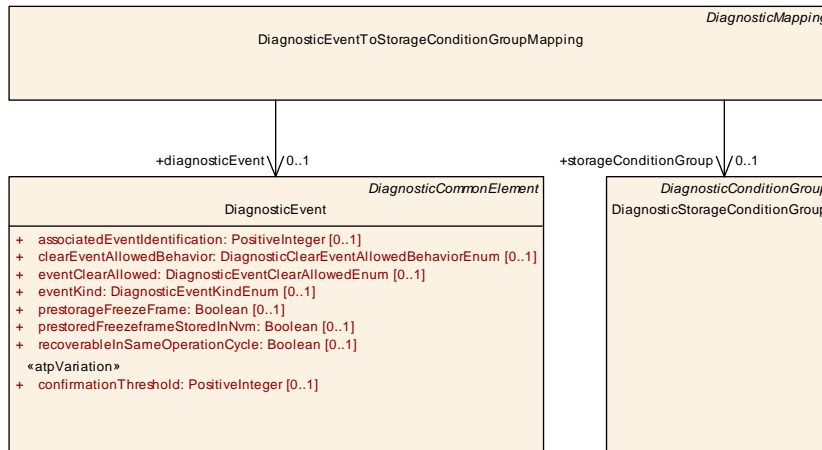 DiagnosticMapping
DiagnosticEventToStorageConditionGroupMapping
+diagnosticEvent 0..1
+storageConditionGroup 0..1
DiagnosticCommonElement
DiagnosticEvent
+ associatedEventIdentification: PositiveInteger [0..1]
+ clearEventAllowedBehavior: DiagnosticClearEventAllowedBehaviorEnum [0..1]
+ eventClearAllowed: DiagnosticEventClearAllowedEnum [0..1]
+ eventKind: DiagnosticEventKindEnum [0..1]
+ prestorageFreezeFrame: Boolean [0..1]
+ prestoredFreezeframeStoredInNvm: Boolean [0..1]
+ recoverableInSameOperationCycle: Boolean [0..1]
«atpVariation»
+ confirmationThreshold: PositiveInteger [0..1]
DiagnosticConditionGroup
DiagnosticStorageConditionGroup